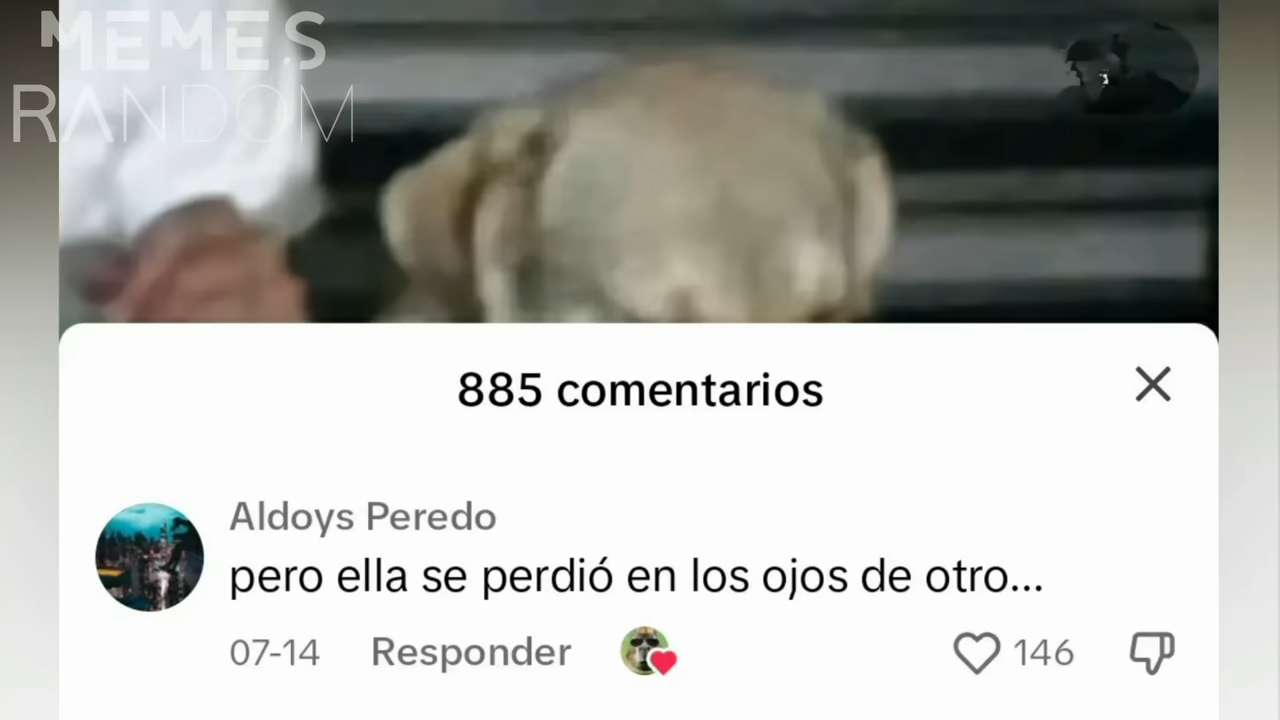 MEMES
RANDOM
885 comentarios
Aldoys Peredo
pero ella se perdió en los ojos de otro...
07-14 Responder 146